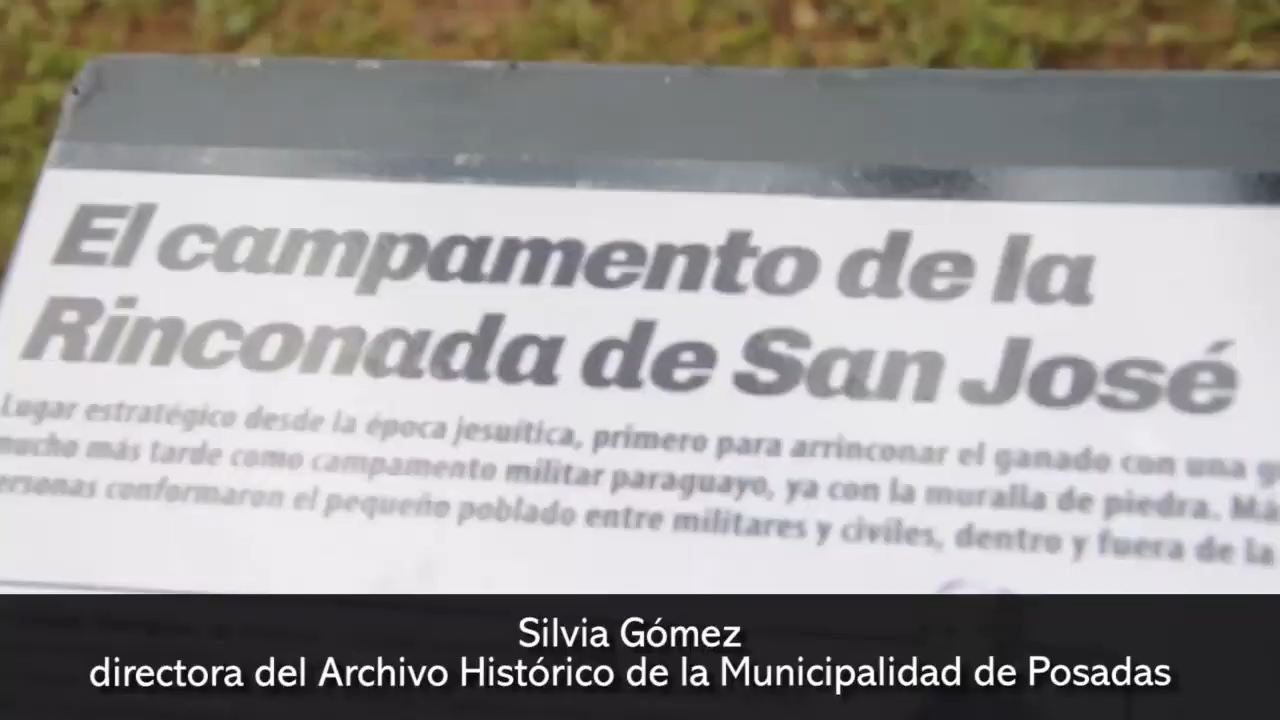 El campamento de la
Rinconada de San José
Lugar estratégico desde la época jesuítica, primero para arrinconar el ganado con una
mucho más tarde como campamento militar paraguayo, ya con la muralla de piedra.
conformaron el pequeño poblado entre militares y civiles, dentro y fuera de la
Silvia Gómez
directora del Archivo Histórico de la Municipalidad de Posadas